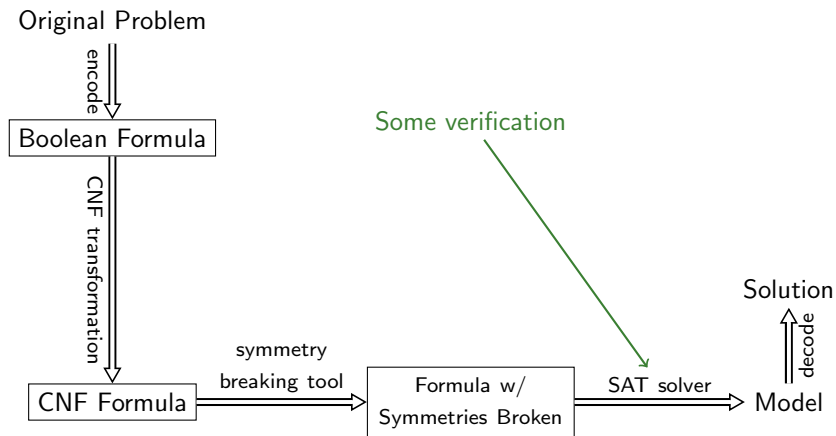 Original Problem
encode
Boolean Formula
Some verification
CNF transformation
Solution
decode
symmetry
breaking tool
CNF Formula
Formula w/
Symmetries Broken
SAT solver
Model